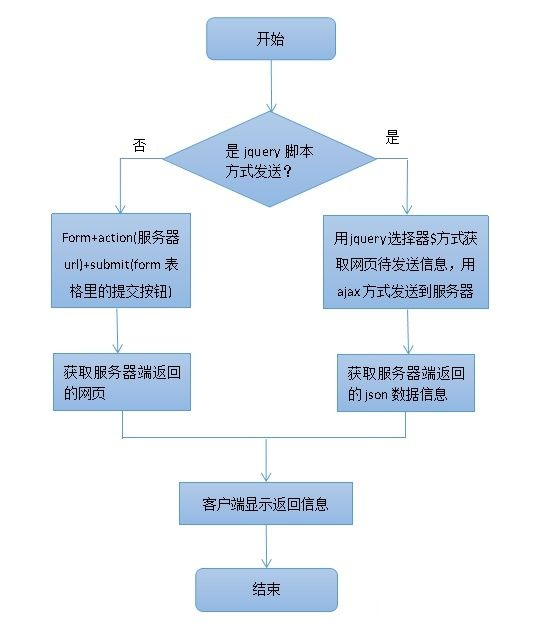 开始
否
是
是 jquery 脚本
方式发送？
Form+action(服务器
url)+submit(form 表
格里的提交按钮)
用jquery选择器$方式获
取网页待发送信息，用
ajax 方式发送到服务器
获取服务器端返回
的网页
获取服务器端返回
的 json 数据信息
客户端显示返回信息
结束